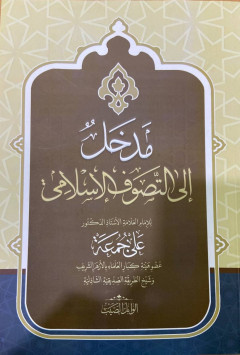 مَدْخَلٌ
إلى التصوف الإسلامي
للإمام العلامة الأستاذ الدكتور
علي جمعة
عضو هيئة كبار العلماء بالأزهر الشريف
وشيخ الطريقة الصديقية الشاذلية
الوابل الصيب